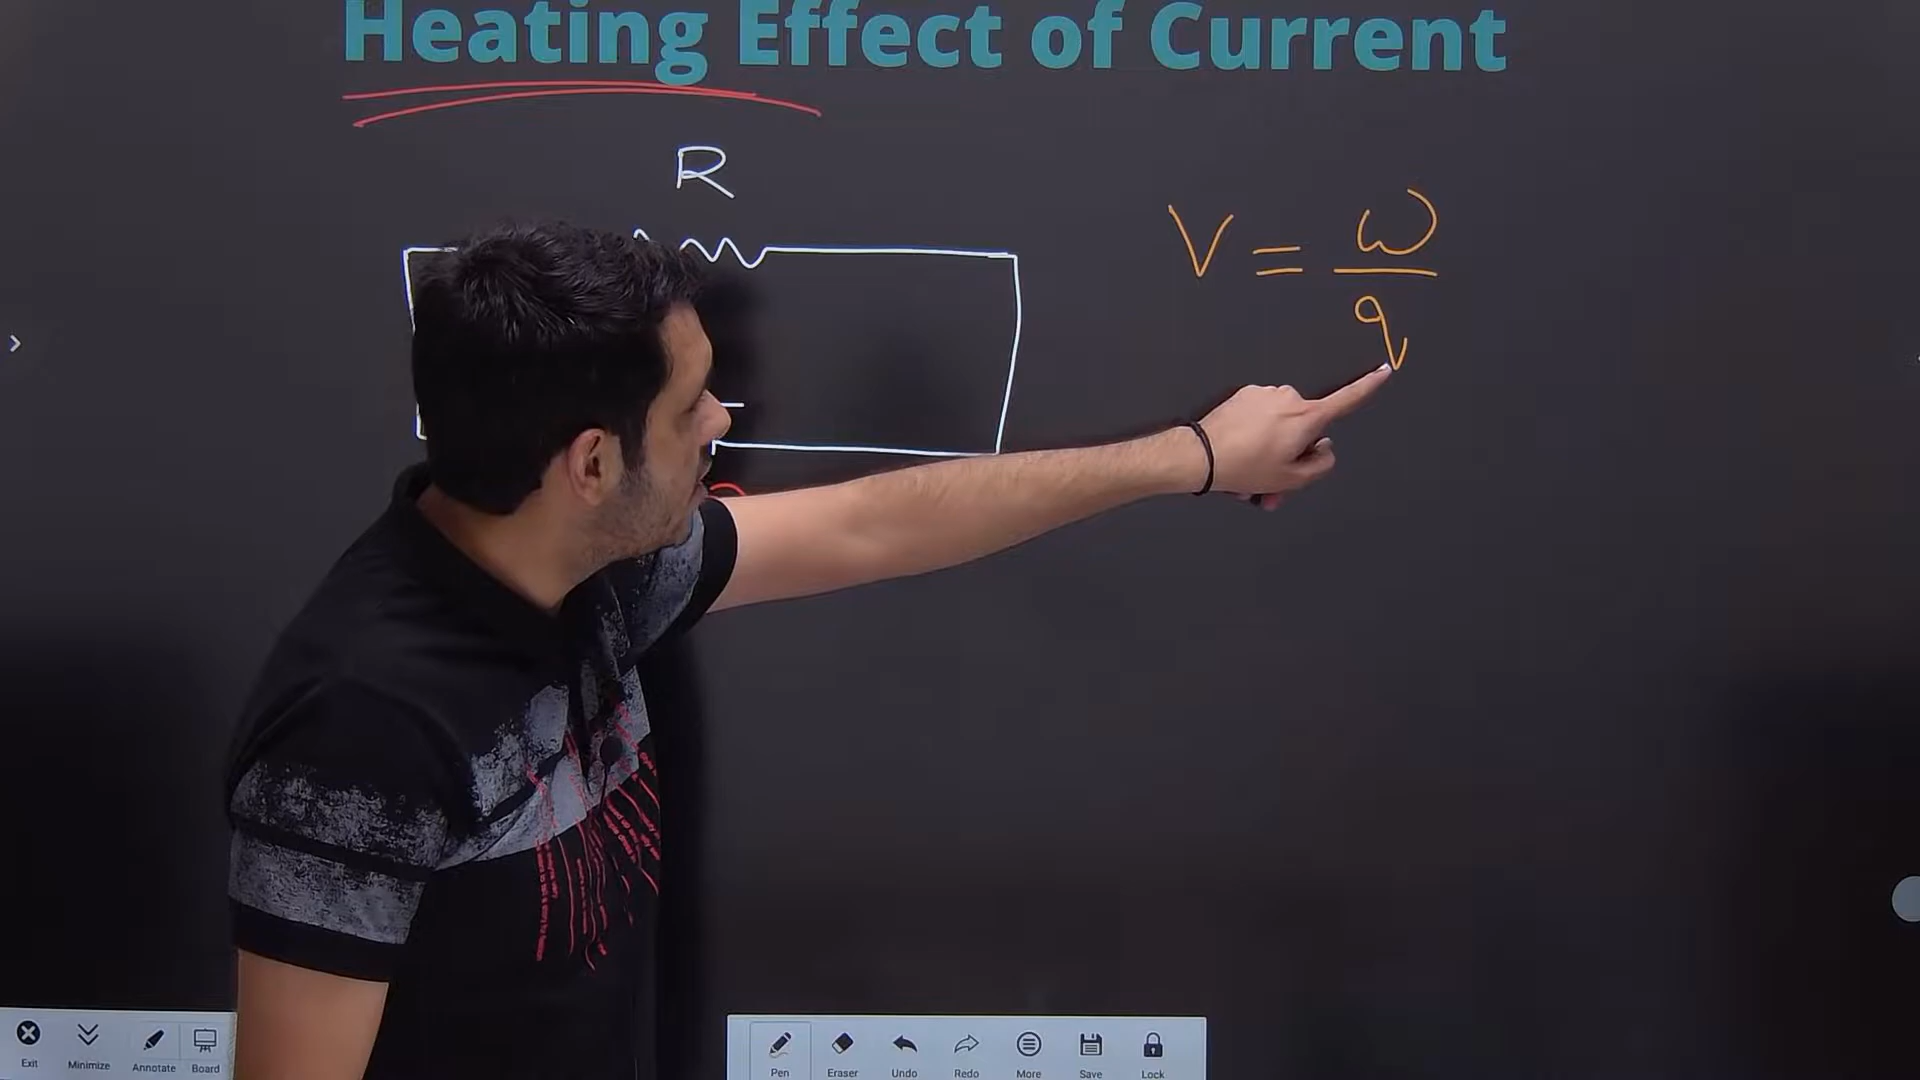 Heating Effect of Current
R
V = W
q
Exit
Minimize
Annotate
Board
Pen
Eraser
Undo
Redo
More
Save
Lock